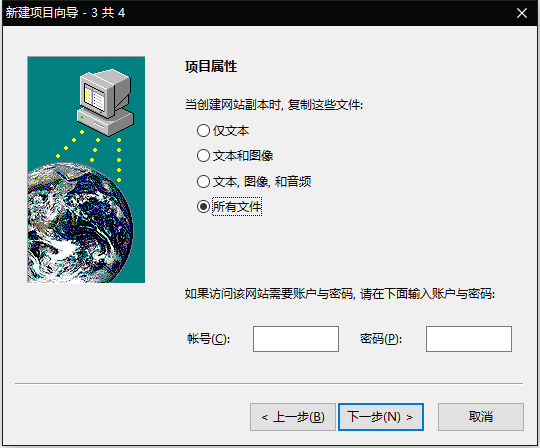 新建项目向导 - 3 共 4
项目属性
当创建网站副本时, 复制这些文件:
仅文本
文本和图像
文本, 图像, 和音频
所有文件
如果访问该网站需要账户与密码, 请在下面输入账户与密码:
帐号(C): 密码(P):
< 上一步(B) 下一步(N) > 取消